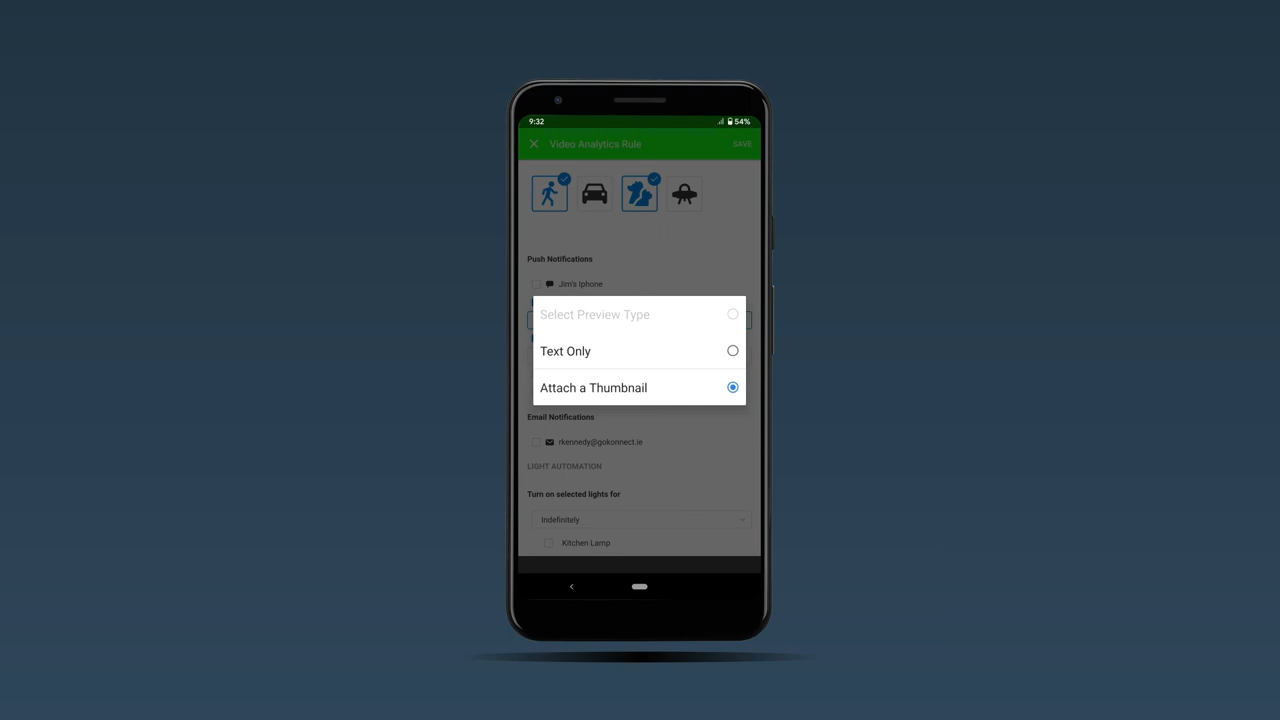 9:32
54%
Video Analytics Rule
SAVE
Push Notifications
Jim's Iphone
Select Preview Type
Text Only
Attach a Thumbnail
Email Notifications
rkennedy@gokonnect.ie
LIGHT AUTOMATION
Turn on selected lights for
Indefinitely
Kitchen Lamp